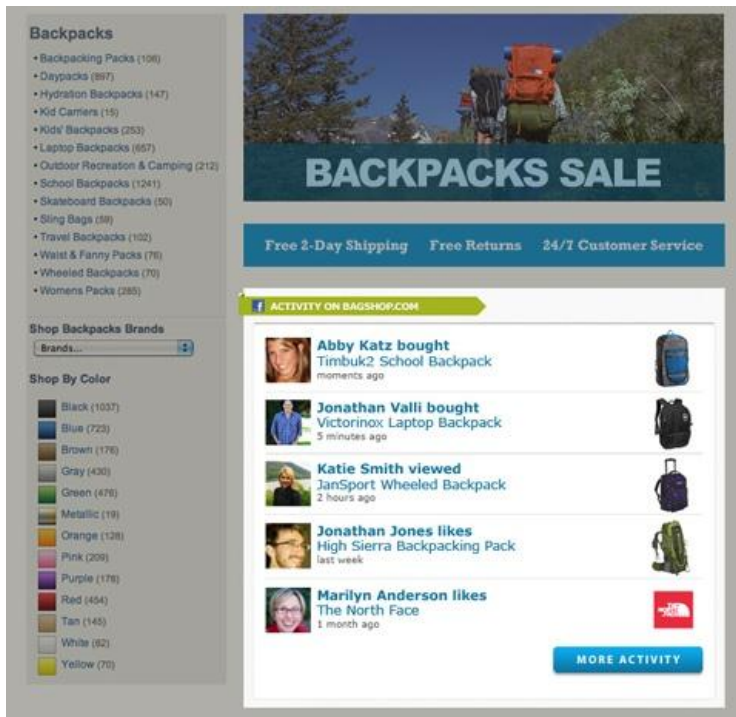 Backpacks
• Backpacking Packs (108)
• Daypacks (897)
• Hydration Backpacks (147)
• Kid Carriers (15)
• Kids' Backpacks (253)
• Laptop Backpacks (657)
• Outdoor Recreation & Camping (212)
• School Backpacks (1241)
• Skateboard Backpacks (50)
• Sling Bags (59)
• Travel Backpacks (102)
• Waist & Fanny Packs (76)
• Wheeled Backpacks (70)
• Womens Packs (285)
Shop Backpacks Brands
Brands...
Shop By Color
Black (1037)
Blue (723)
Brown (176)
Gray (430)
Green (476)
Metallic (19)
Orange (128)
Pink (209)
Purple (176)
Red (454)
Tan (145)
White (82)
Yellow (70)
BACKPACKS SALE
Free 2-Day Shipping Free Returns 24/7 Customer Service
f ACTIVITY ON BAGSHOP.COM
Abby Katz bought
Timbuk2 School Backpack
moments ago
Jonathan Valli bought
Victorinox Laptop Backpack
5 minutes ago
Katie Smith viewed
JanSport Wheeled Backpack
2 hours ago
Jonathan Jones likes
High Sierra Backpacking Pack
last week
Marilyn Anderson likes
The North Face
1 month ago
THE NORTH FACE
MORE ACTIVITY